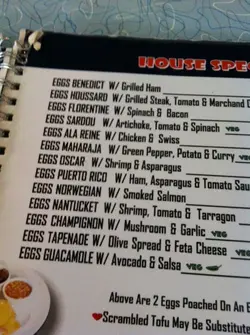 HOUSE SPE
EGGS BENEDICT W/ Grilled Ham
EGGS HOUSSARD W/ Grilled Steak, Tomato & Marchand D
EGGS FLORENTINE W/ Spinach & Bacon
EGGS SARDOU W/ Artichoke, Tomato & Spinach VEG
EGGS ALA REINE W/ Chicken & Swiss
EGGS MAHARAJA W/ Green Pepper, Potato & Curry VEG
EGGS OSCAR W/ Shrimp & Asparagus
EGGS PUERTO RICO W/ Ham, Asparagus & Tomato Sau
EGGS NORWEGIAN W/ Smoked Salmon
EGGS NANTUCKET W/ Shrimp, Tomato & Tarragon
EGGS CHAMPIGNON W/ Mushroom & Garlic VEG
EGGS TAPENADE W/ Olive Spread & Feta Cheese VEG
EGGS GUACAMOLE W/ Avocado & Salsa VEG
Above Are 2 Eggs Poached On An E
Scrambled Tofu May Be Substitute